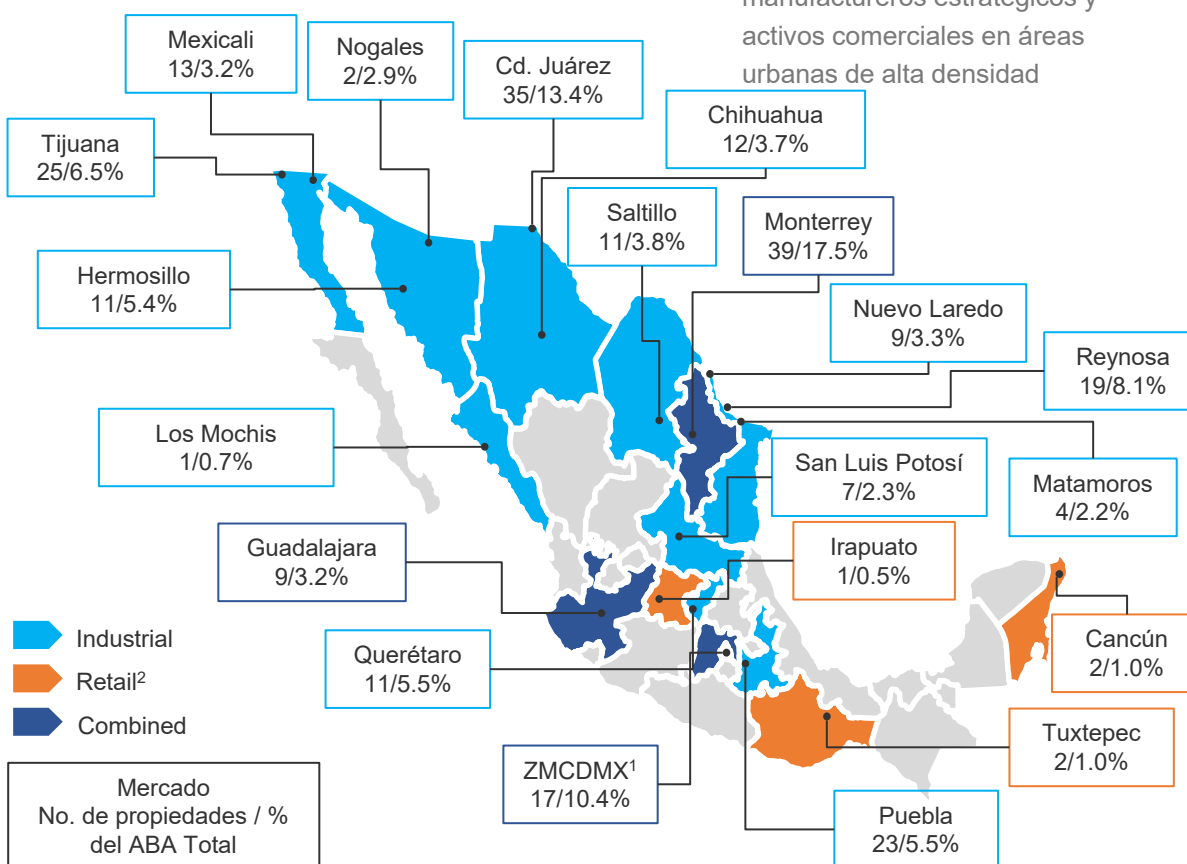 manufactureros estratégicos y
activos comerciales en áreas
urbanas de alta densidad
Mexicali
13/3.2%
Nogales
2/2.9%
Cd. Juárez
35/13.4%
Chihuahua
12/3.7%
Tijuana
25/6.5%
Saltillo
11/3.8%
Monterrey
39/17.5%
Hermosillo
11/5.4%
Nuevo Laredo
9/3.3%
Reynosa
19/8.1%
Los Mochis
1/0.7%
San Luis Potosí
7/2.3%
Matamoros
4/2.2%
Guadalajara
9/3.2%
Irapuato
1/0.5%
Industrial
Retail²
Combined
Querétaro
11/5.5%
Cancún
2/1.0%
ZMCDMX¹
17/10.4%
Tuxtepec
2/1.0%
Puebla
23/5.5%
Mercado
No. de propiedades / %
del ABA Total